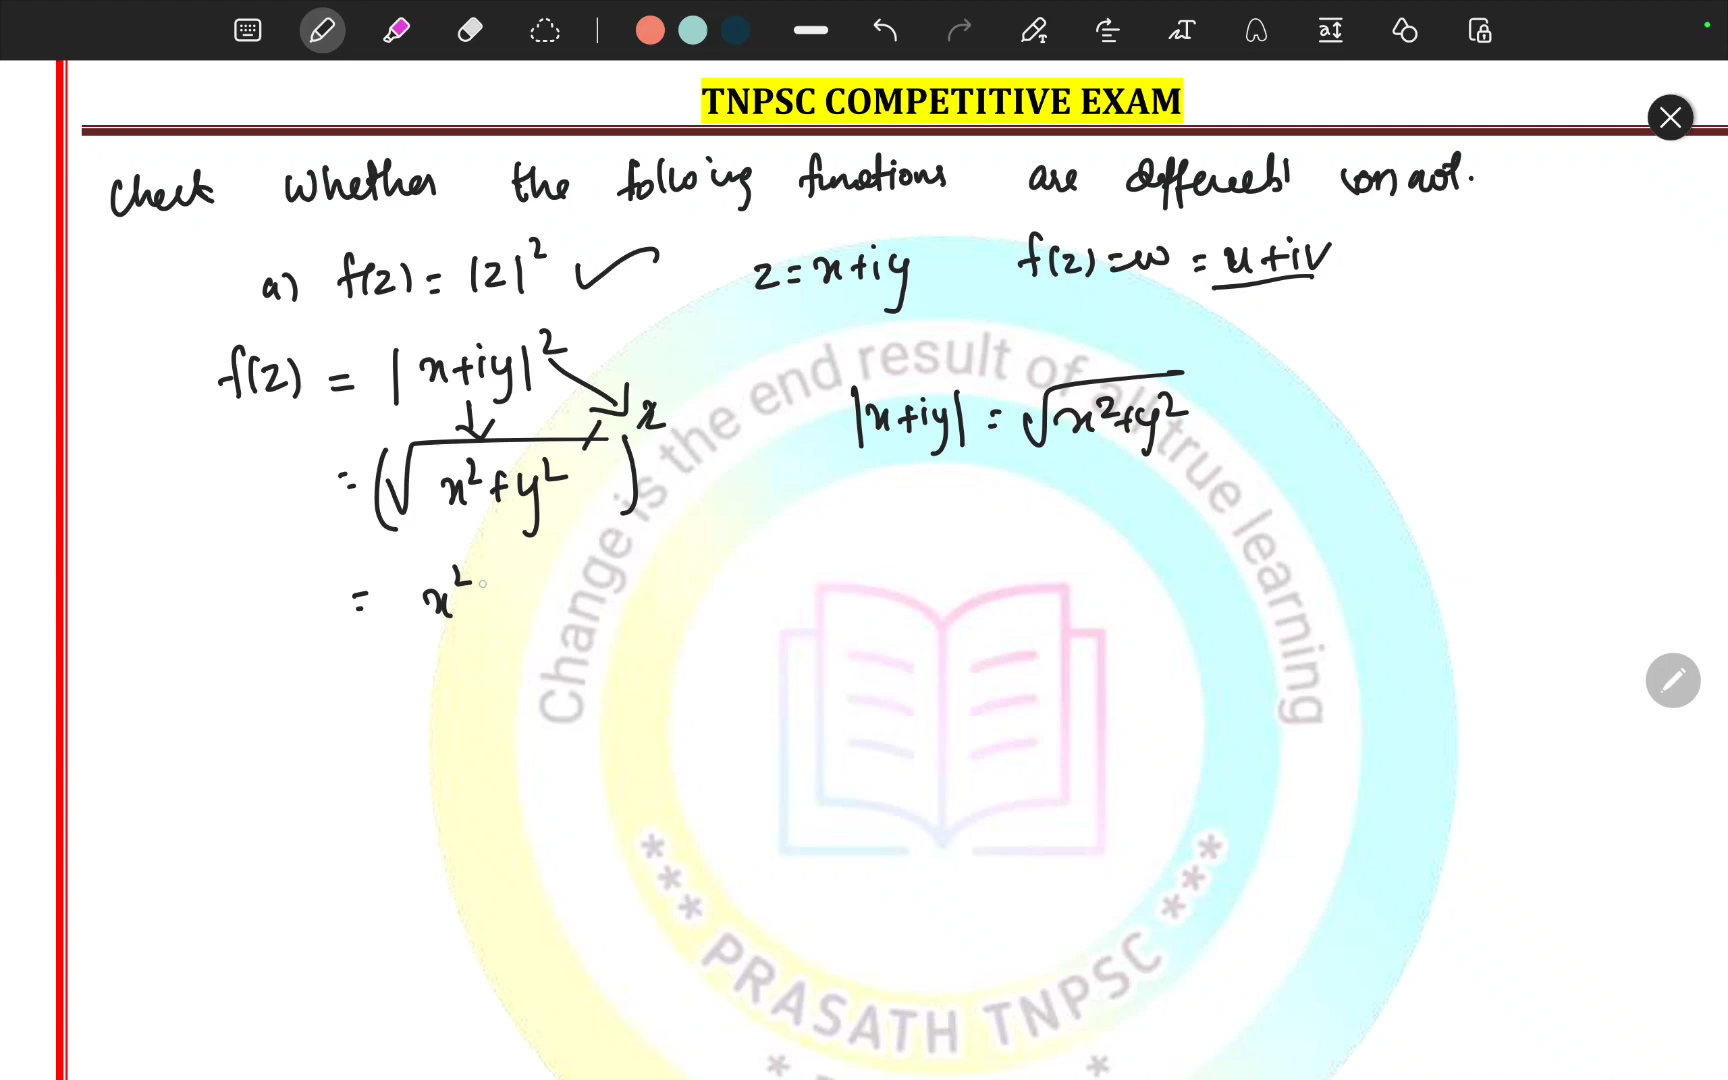 TNPSC COMPETITIVE EXAM
Check whether the following functions are or not.
a) f(z) = |z|² ✓ z = x+iy f(z) = w = u+iv
f(z) = |x+iy|²
|x+iy| = √x²+y²
= (√x²+y²)²
= x²
Change is the end result of all true learning
*** PRASATH TNPSC ***